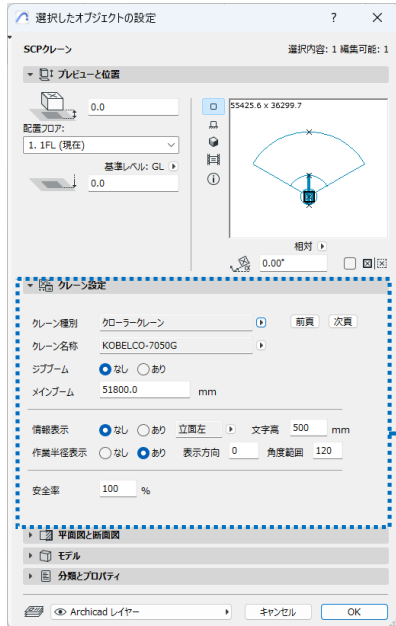 選択したオブジェクトの設定 ? ×
SCPクレーン 選択内容: 1 編集可能: 1
プレビューと位置
0.0
55425.6 x 36299.7
配置フロア:
1. 1FL (現在)
基準レベル: GL
0.0
相対
0.00°
クレーン設定
クレーン種別 クローラークレーン 前頁 次頁
クレーン名称 KOBELCO-7050G
ジブブーム なし あり
メインブーム 51800.0 mm
情報表示 なし あり 立面左 文字高 500 mm
作業半径表示 なし あり 表示方向 0 角度範囲 120
安全率 100 %
平面図と断面図
モデル
分類とプロパティ
Archicad レイヤー キャンセル OK